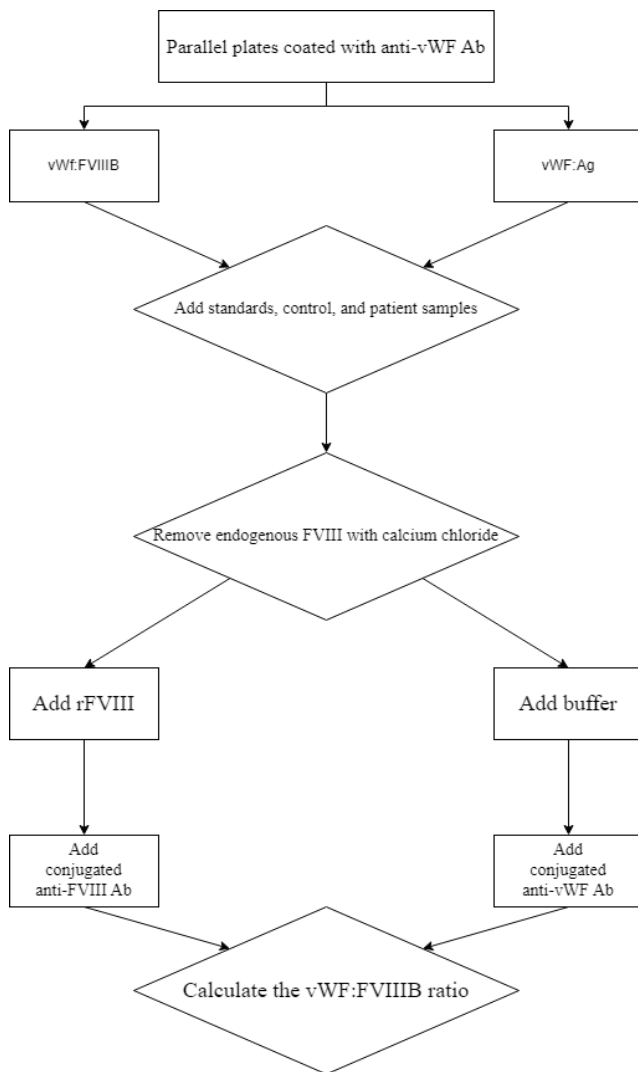 Parallel plates coated with anti-vWF Ab
vWf:FVIIIB
vWF:Ag
Add standards, control, and patient samples
Remove endogenous FVIII with calcium chloride
Add rFVIII
Add buffer
Add
conjugated
anti-FVIII Ab
Add
conjugated
anti-vWF Ab
Calculate the vWF:FVIIIB ratio